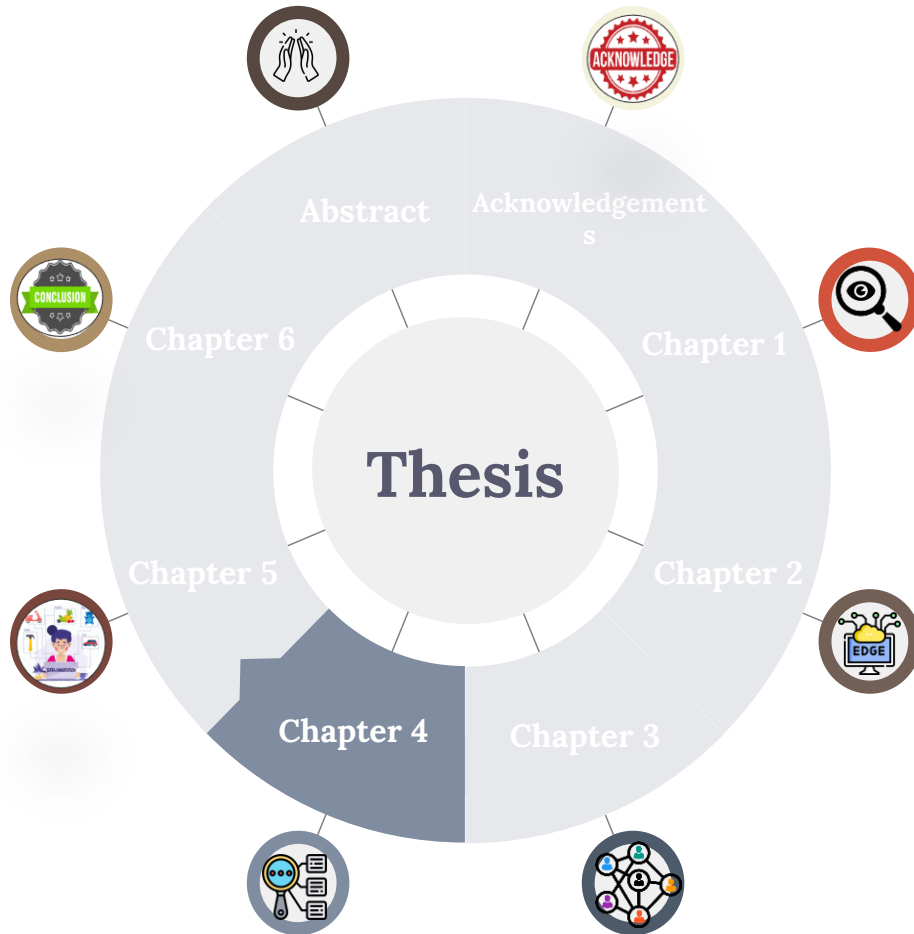 ACKNOWLEDGE
Abstract
Acknowledgement
s
CONCLUSION
Chapter 6
Chapter 1
Thesis
Chapter 5
Chapter 2
EDGE
Chapter 4
Chapter 3